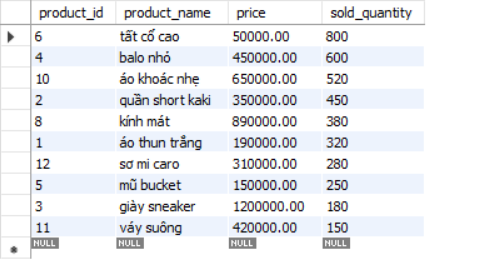 product_id product_name price sold_quantity
6 tất cổ cao 50000.00 800
4 balo nhỏ 450000.00 600
10 áo khoác nhẹ 650000.00 520
2 quần short kaki 350000.00 450
8 kính mát 890000.00 380
1 áo thun trắng 190000.00 320
12 sơ mi caro 310000.00 280
5 mũ bucket 150000.00 250
3 giày sneaker 1200000.00 180
11 váy suông 420000.00 150
NULL NULL NULL NULL